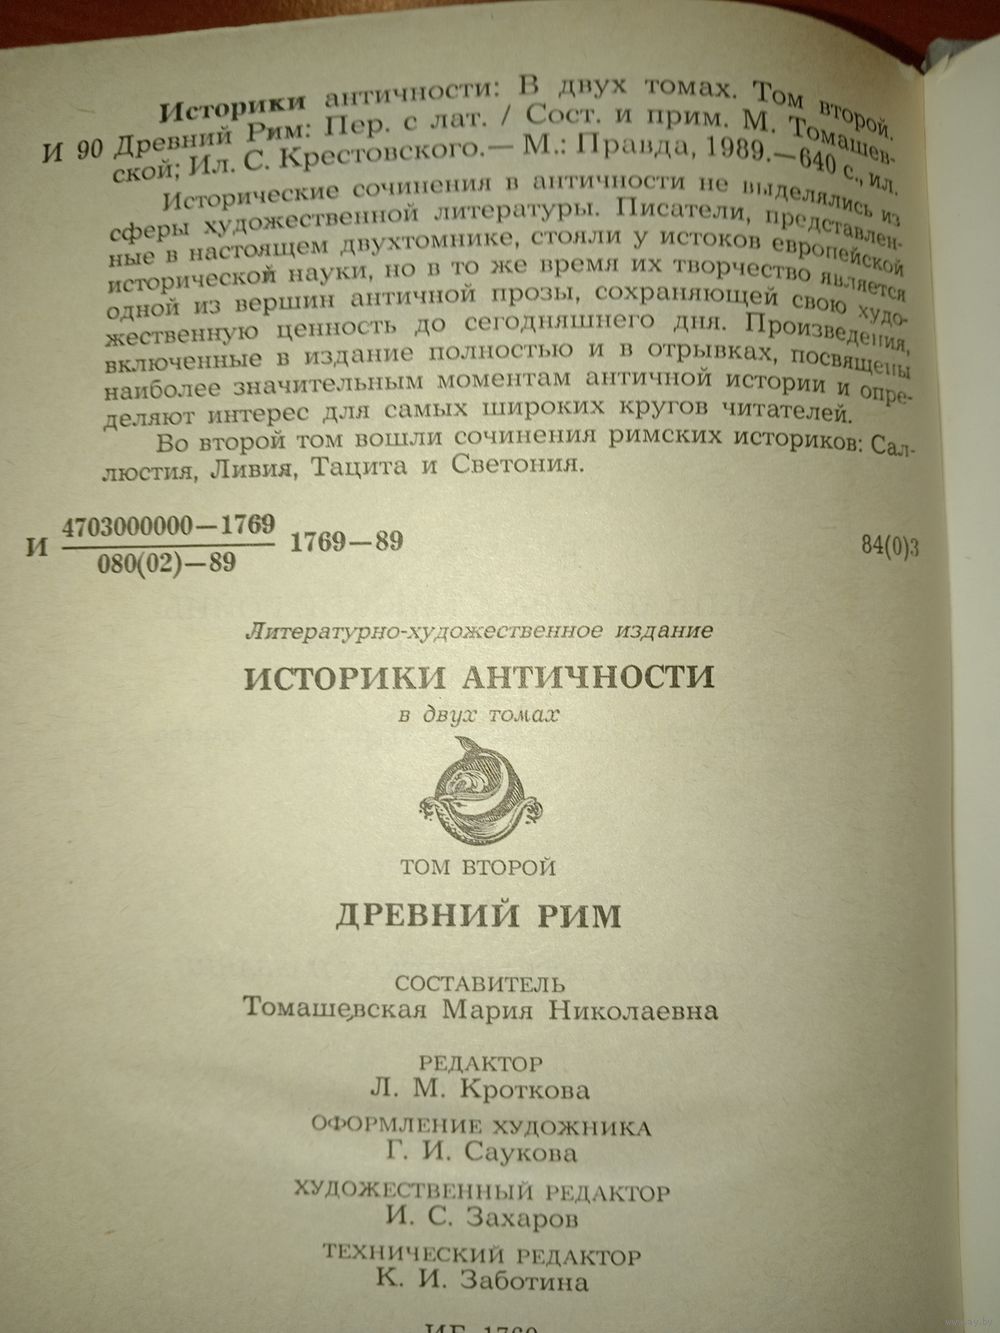 Историки античности: В двух томах. Том второй.
И 90 Древний Рим: Пер. с лат. / Сост. и прим. М. Томашев-
ской; Ил. С. Крестовского.— М.: Правда, 1989.—640 с., ил.
Исторические сочинения в античности не выделялись из
сферы художественной литературы. Писатели, представлен-
ные в настоящем двухтомнике, стояли у истоков европейской
исторической науки, но в то же время их творчество является
одной из вершин античной прозы, сохраняющей свою худо-
жественную ценность до сегодняшнего дня. Произведения,
включенные в издание полностью и в отрывках, посвящены
наиболее значительным моментам античной истории и опре-
деляют интерес для самых широких кругов читателей.
Во второй том вошли сочинения римских историков: Сал-
люстия, Ливия, Тацита и Светония.
И 4703000000—1769 1769—89 84(0)3
080(02)—89
Литературно-художественное издание
ИСТОРИКИ АНТИЧНОСТИ
в двух томах
ТОМ ВТОРОЙ
ДРЕВНИЙ РИМ
СОСТАВИТЕЛЬ
Томашевская Мария Николаевна
РЕДАКТОР
Л. М. Кроткова
ОФОРМЛЕНИЕ ХУДОЖНИКА
Г. И. Саукова
ХУДОЖЕСТВЕННЫЙ РЕДАКТОР
И. С. Захаров
ТЕХНИЧЕСКИЙ РЕДАКТОР
К. И. Заботина
ИБ 1769
www.ay.by